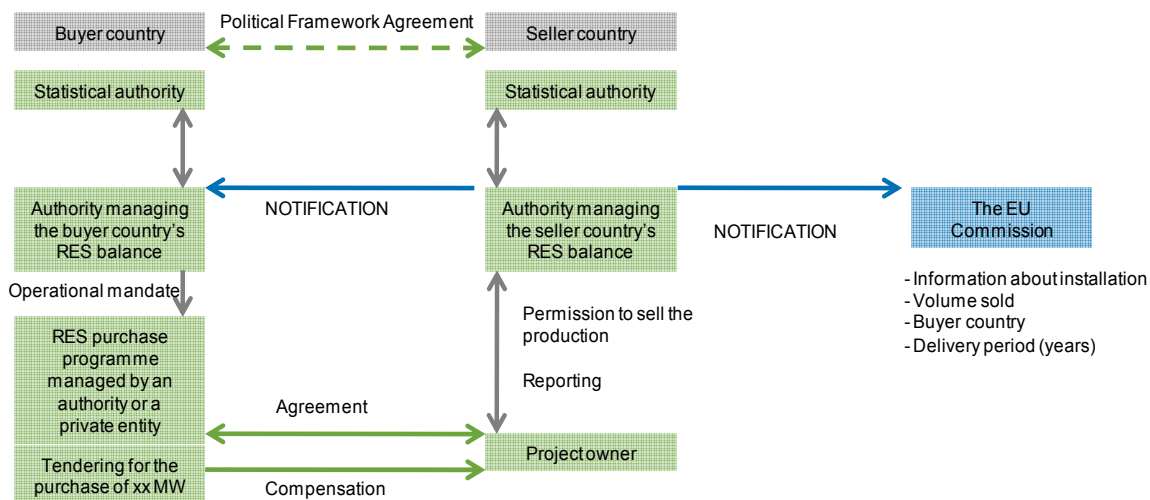 Political Framework Agreement
Buyer country
Seller country
Statistical authority
Statistical authority
Authority managing
the buyer country's
RES balance
NOTIFICATION
Authority managing
the seller country's
RES balance
NOTIFICATION
The EU
Commission
- Information about installation
- Volume sold
- Buyer country
- Delivery period (years)
Operational mandate
RES purchase
programme
managed by an
authority or a
private entity
Permission to sell the
production
Reporting
Agreement
Project owner
Tendering for the
purchase of xx MW
Compensation